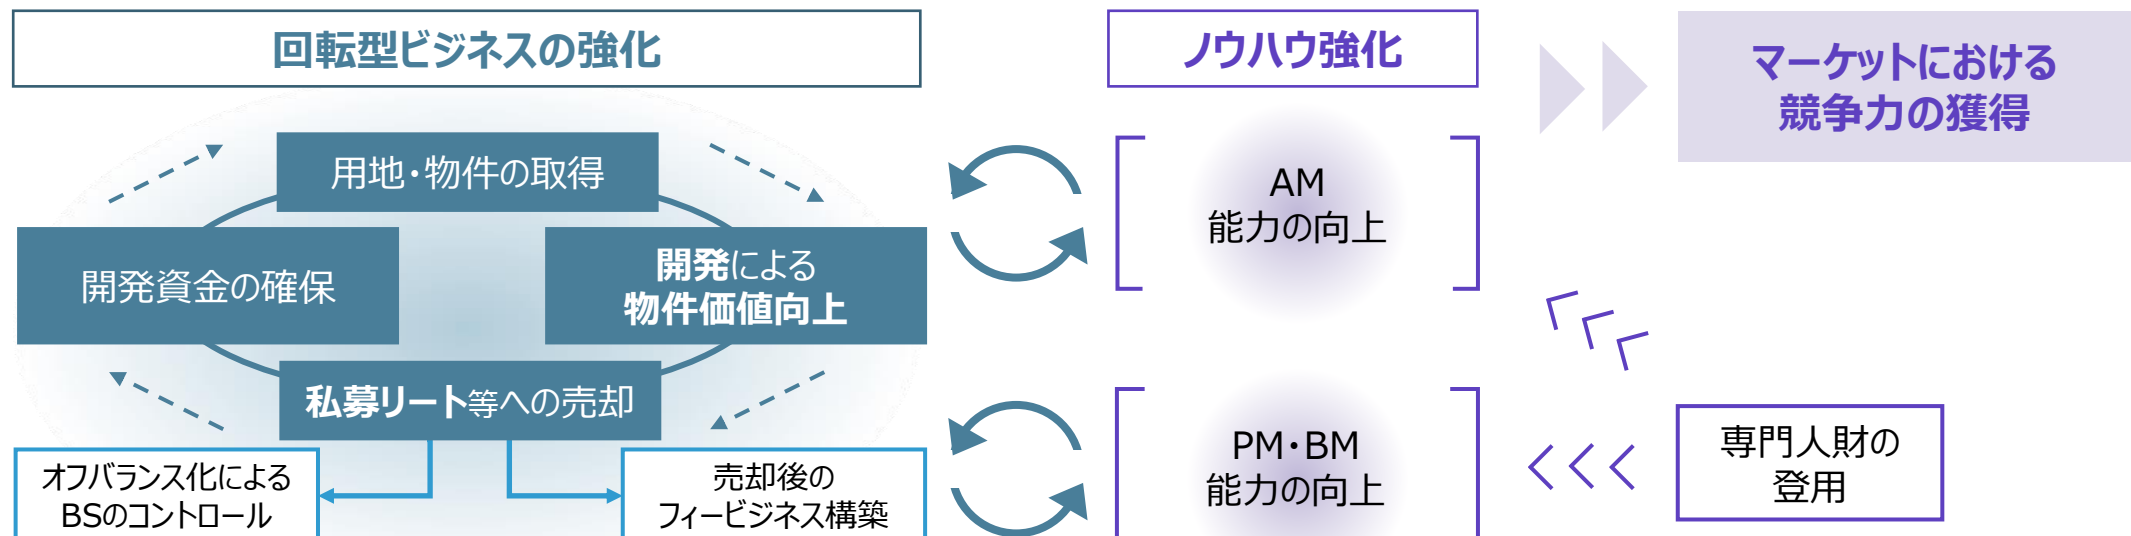 回転型ビジネスの強化
用地・物件の取得
開発資金の確保
開発による
物件価値向上
私募リート等への売却
オフバランス化による
BSのコントロール
売却後の
フィービジネス構築
ノウハウ強化
AM
能力の向上
PM・BM
能力の向上
マーケットにおける
競争力の獲得
専門人財の
登用